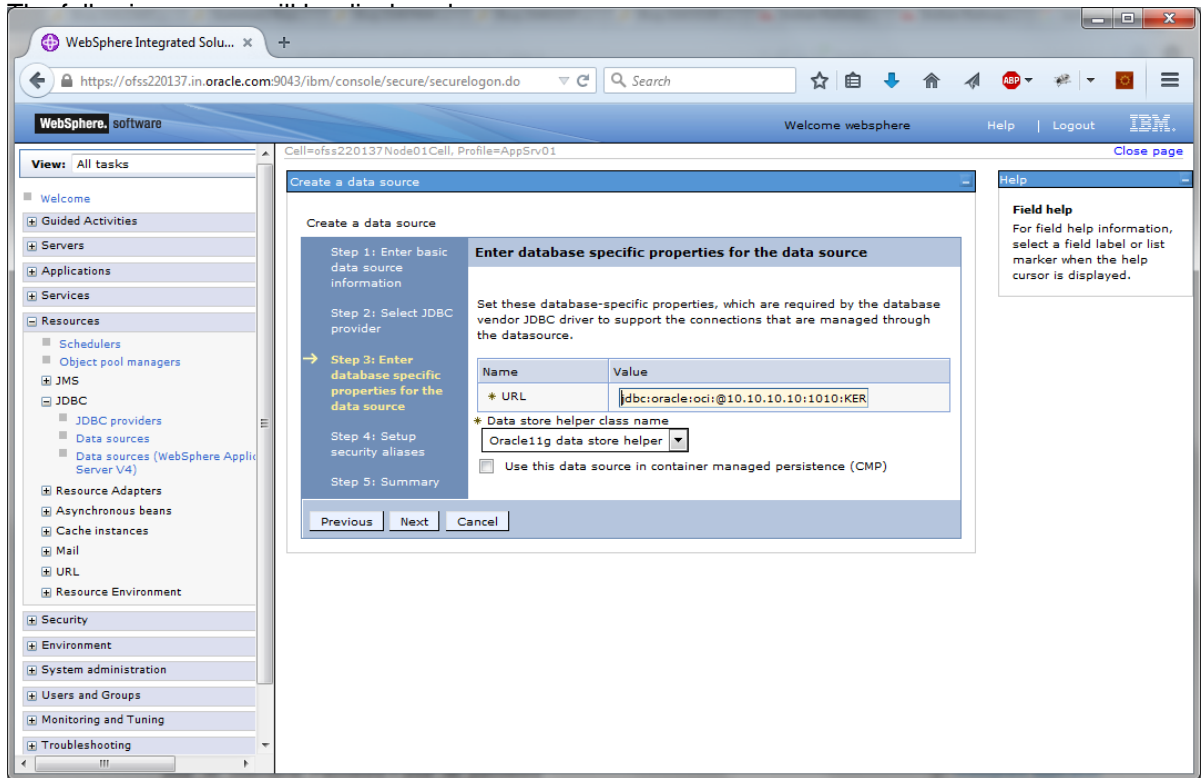 WebSphere Integrated Solu... ×
https://ofss220137.in.oracle.com:9043/ibm/console/secure/securelogon.do
Search
ABP
WebSphere. software
Welcome websphere
Help | Logout
IBM.
View: All tasks
Welcome
Guided Activities
Servers
Applications
Services
Resources
Schedulers
Object pool managers
JMS
JDBC
JDBC providers
Data sources
Data sources (WebSphere Applic
Server V4)
Resource Adapters
Asynchronous beans
Cache instances
Mail
URL
Resource Environment
Security
Environment
System administration
Users and Groups
Monitoring and Tuning
Troubleshooting
Cell=ofss220137Node01Cell, Profile=AppSrv01
Close page
Create a data source
Create a data source
Step 1: Enter basic
data source
information
Step 2: Select JDBC
provider
Step 3: Enter
database specific
properties for the
data source
Step 4: Setup
security aliases
Step 5: Summary
Enter database specific properties for the data source
Set these database-specific properties, which are required by the database
vendor JDBC driver to support the connections that are managed through
the datasource.
Name Value
* URL jdbc:oracle:oci:@10.10.10.10:1010:KER
* Data store helper class name
Oracle11g data store helper
Use this data source in container managed persistence (CMP)
Previous Next Cancel
Help
Field help
For field help information,
select a field label or list
marker when the help
cursor is displayed.